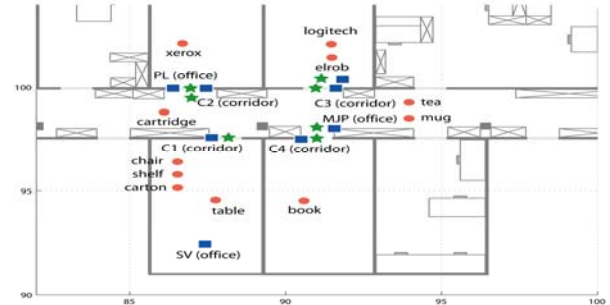 logitech
xerox
elrob
PL (office)
100
C2 (corridor)
C3 (corridor)
tea
cartridge
MJP (office)
mug
C1 (corridor)
C4 (corridor)
chair
shelf
carton
95
table
book
SV (office)
90
85
90
95
100